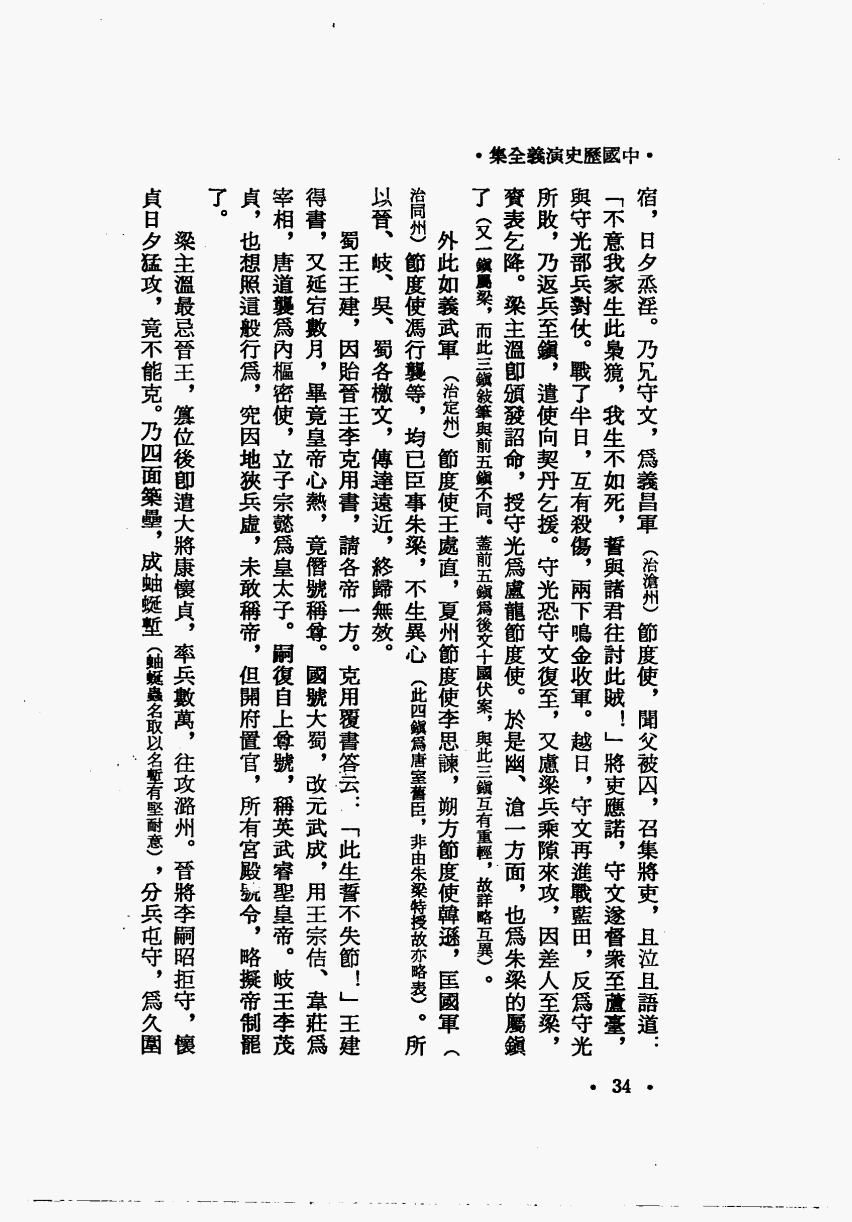 •中國歷史演義全集•
宿，日夕烝淫。乃兄守文，爲義昌軍（治滄州）節度使，聞父被囚，召集將吏，且泣且語道：
「不意我家生此梟獍，我生不如死，誓與諸君往討此賊！」將吏應諾，守文遂督衆至蘆臺，
與守光部兵對仗。戰了半日，互有殺傷，兩下鳴金收軍。越日，守文再進戰藍田，反爲守光
所敗，乃返兵至鎭，遣使向契丹乞援。守光恐守文復至，又慮梁兵乘隙來攻，因差人至梁，
賫表乞降。梁主溫卽頒發詔命，授守光爲盧龍節度使。於是幽、滄一方面，也爲朱梁的屬鎭
了（又一鎭屬梁，而此三鎭敍筆與前五鎭不同。蓋前五鎭爲後文十國伏案，與此三鎭互有重輕，故詳略互異）。
外此如義武軍（治定州）節度使王處直，夏州節度使李思諫，朔方節度使韓遜，匡國軍（
治同州）節度使馮行襲等，均已臣事朱梁，不生異心（此四鎭爲唐室舊臣，非由朱梁特授故亦略表）。所
以晉、岐、吳、蜀各檄文，傳達遠近，終歸無效。
蜀王王建，因貽晉王李克用書，請各帝一方。克用覆書答云：「此生誓不失節！」王建
得書，又延宕數月，畢竟皇帝心熱，竟僭號稱尊。國號大蜀，改元武成，用王宗佶、韋莊爲
宰相，唐道襲爲內樞密使，立子宗懿爲皇太子。嗣復自上尊號，稱英武睿聖皇帝。岐王李茂
貞，也想照這般行爲，究因地狹兵虛，未敢稱帝，但開府置官，所有宮殿號令，略擬帝制罷
了。
梁主溫最忌晉王，簒位後卽遣大將康懷貞，率兵數萬，往攻潞州。晉將李嗣昭拒守，懷
貞日夕猛攻，竟不能克。乃四面築壘，成蚰蜒塹（蚰蜒蟲名取以名塹有堅耐意），分兵屯守，爲久圍
•34•